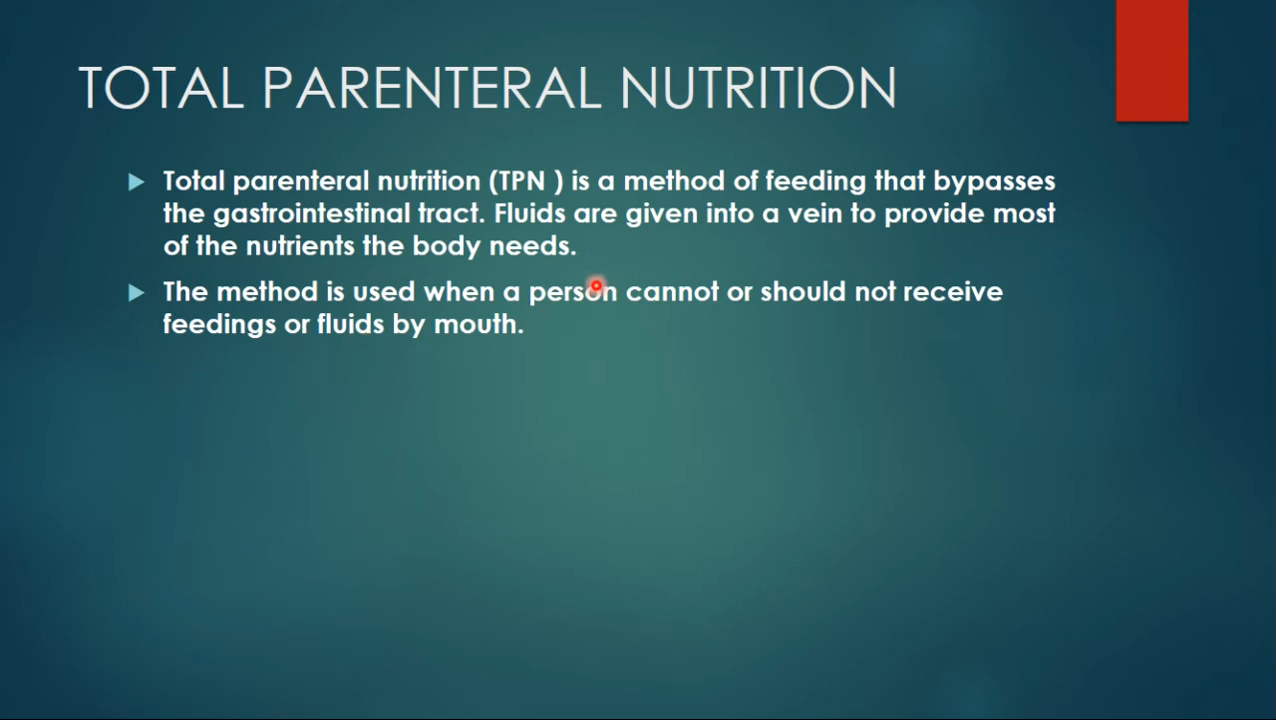 TOTAL PARENTERAL NUTRITION
Total parenteral nutrition (TPN ) is a method of feeding that bypasses
the gastrointestinal tract. Fluids are given into a vein to provide most
of the nutrients the body needs.
The method is used when a person cannot or should not receive
feedings or fluids by mouth.